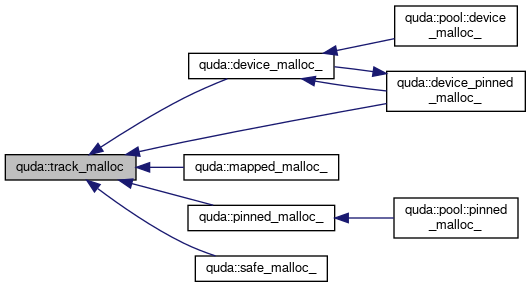 quda::track_malloc
quda::device_malloc_
quda::mapped_malloc_
quda::pinned_malloc_
quda::safe_malloc_
quda::pool::device
_malloc_
quda::device_pinned
_malloc_
quda::pool::pinned
_malloc_